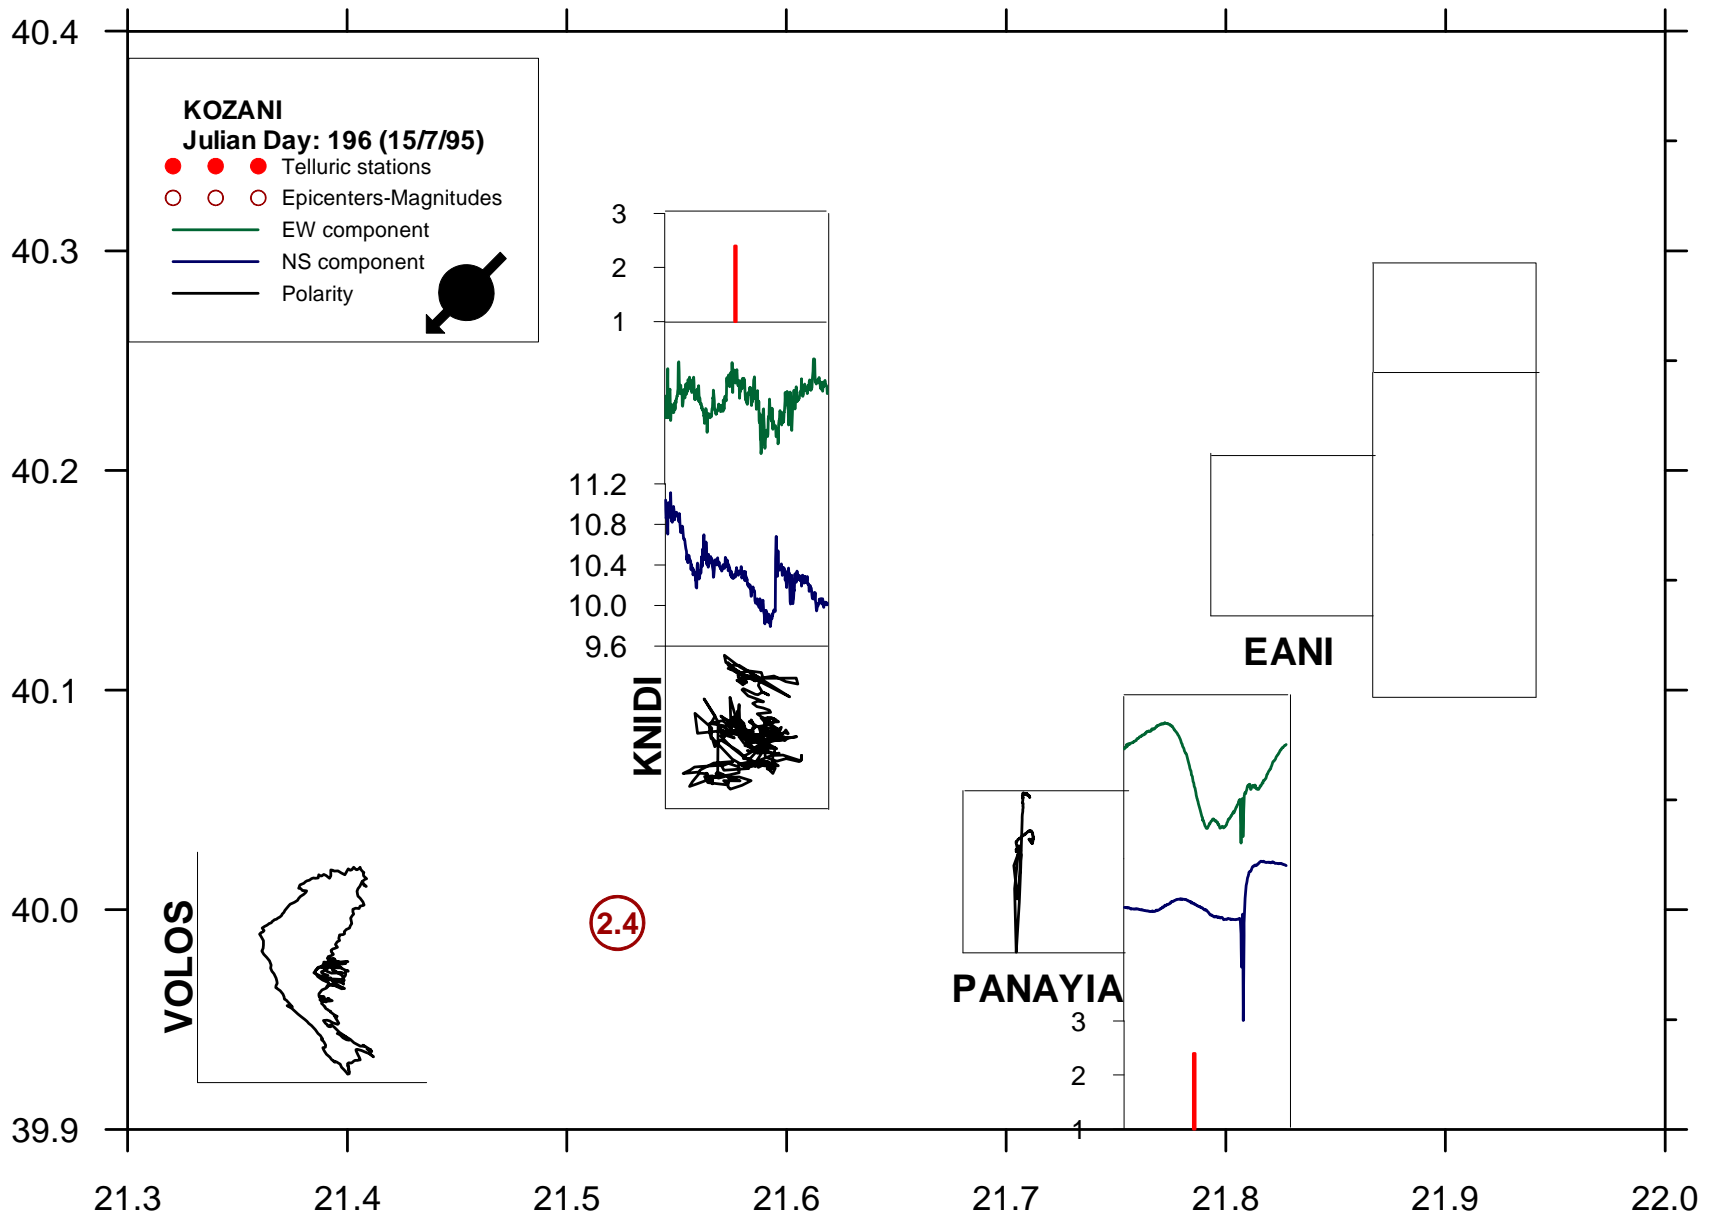 40.4
40.3
40.2
40.1
40.0
39.9
KOZANI
Julian Day: 196 (15/7/95)
Telluric stations
Epicenters-Magnitudes
EW component
NS component
Polarity
3
2
1
11.2
10.8
10.4
10.0
9.6
KNIDI
EANI
VOLOS
2.4
PANAYIA
3
2
1
21.3 21.4 21.5 21.6 21.7 21.8 21.9 22.0